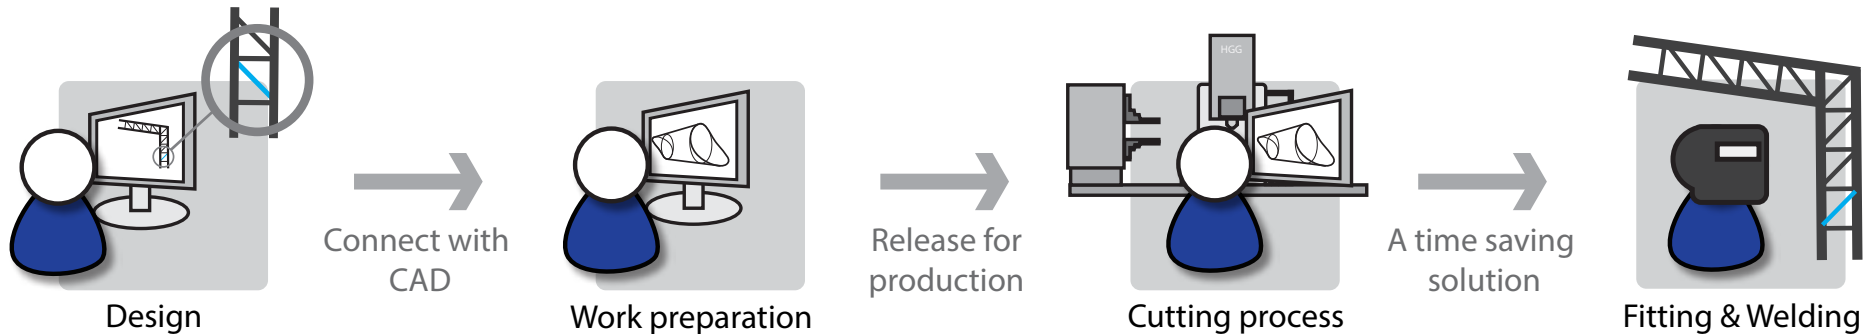 HGG
Connect with
CAD
Release for
production
A time saving
solution
Design
Work preparation
Cutting process
Fitting & Welding